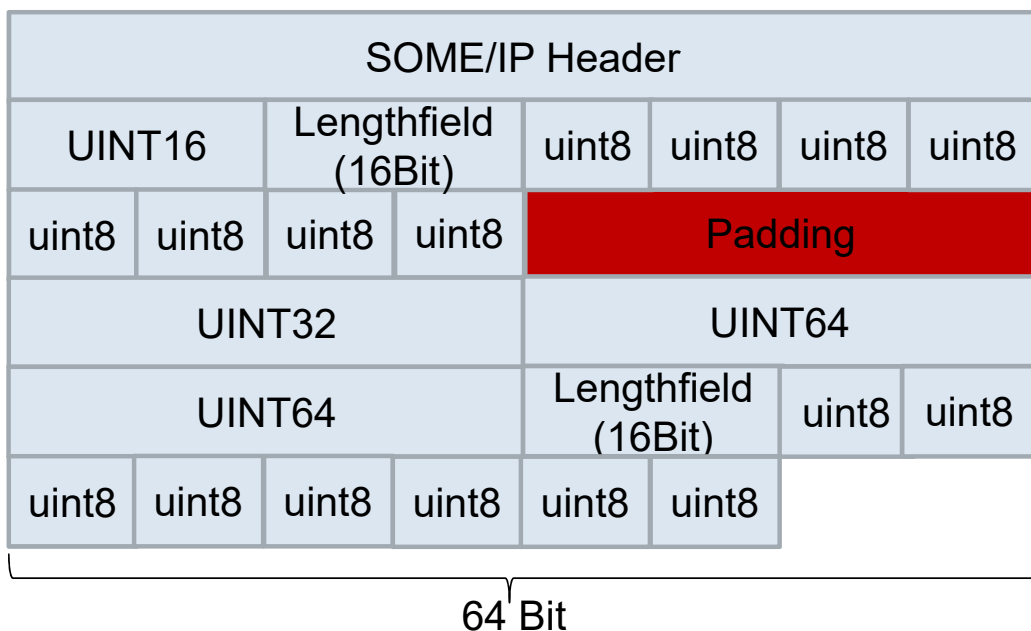 SOME/IP Header
UINT16
Lengthfield
(16Bit)
uint8
uint8
uint8
uint8
uint8
uint8
uint8
uint8
Padding
UINT32
UINT64
UINT64
Lengthfield
(16Bit)
uint8
uint8
uint8
uint8
uint8
uint8
uint8
uint8
64 Bit